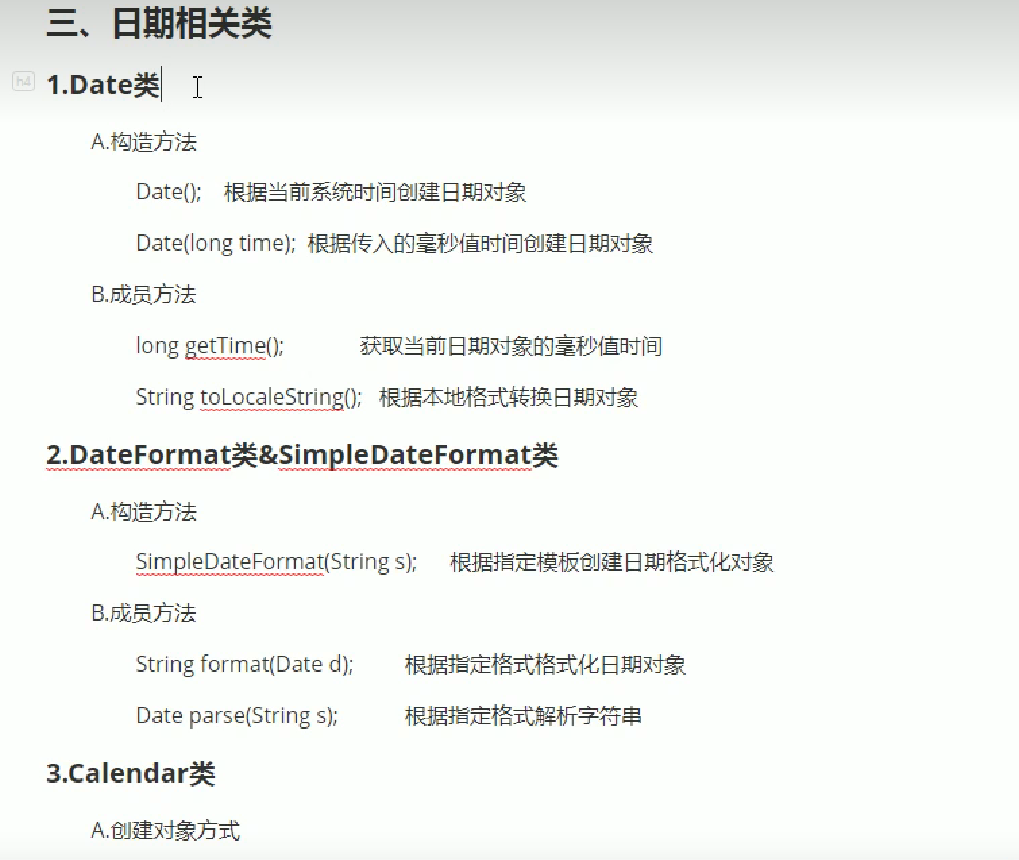 三、日期相关类
h4
1.Date类
A.构造方法
Date(); 根据当前系统时间创建日期对象
Date(long time); 根据传入的毫秒值时间创建日期对象
B.成员方法
long getTime(); 获取当前日期对象的毫秒值时间
String toLocaleString(); 根据本地格式转换日期对象
2.DateFormat类&SimpleDateFormat类
A.构造方法
SimpleDateFormat(String s); 根据指定模板创建日期格式化对象
B.成员方法
String format(Date d); 根据指定格式格式化日期对象
Date parse(String s); 根据指定格式解析字符串
3.Calendar类
A.创建对象方式